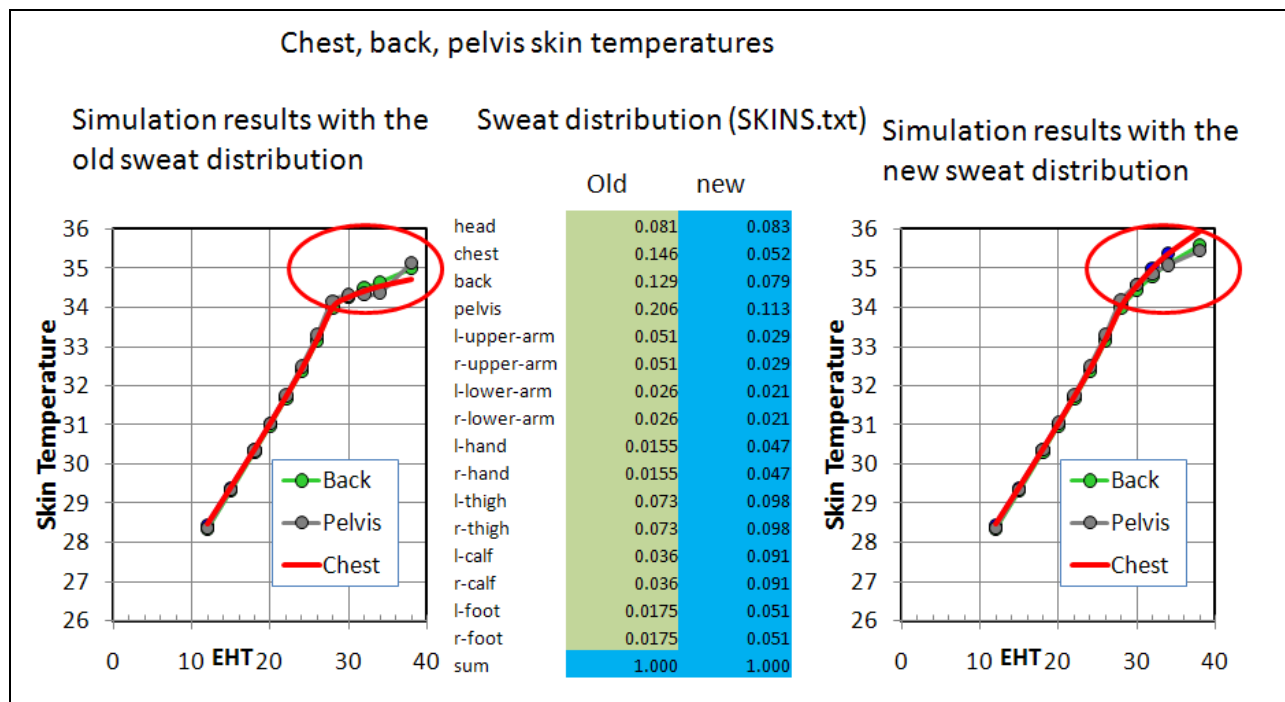 Chest, back, pelvis skin temperatures
Simulation results with the
old sweat distribution
36
35
34
33
32
31
30
29
28
27
26
Skin Temperature
Back
Pelvis
Chest
0
10
EHT
20
30
40
Sweat distribution (SKINS.txt)
Old new
head 0.081 0.083
chest 0.146 0.052
back 0.129 0.079
pelvis 0.206 0.113
l-upper-arm 0.051 0.029
r-upper-arm 0.051 0.029
l-lower-arm 0.026 0.021
r-lower-arm 0.026 0.021
l-hand 0.0155 0.047
r-hand 0.0155 0.047
l-thigh 0.073 0.098
r-thigh 0.073 0.098
l-calf 0.036 0.091
r-calf 0.036 0.091
l-foot 0.0175 0.051
r-foot 0.0175 0.051
sum 1.000 1.000
Simulation results with the
new sweat distribution
36
35
34
33
32
31
30
29
28
27
26
Skin Temperature
Back
Pelvis
Chest
0
10
EHT
20
30
40